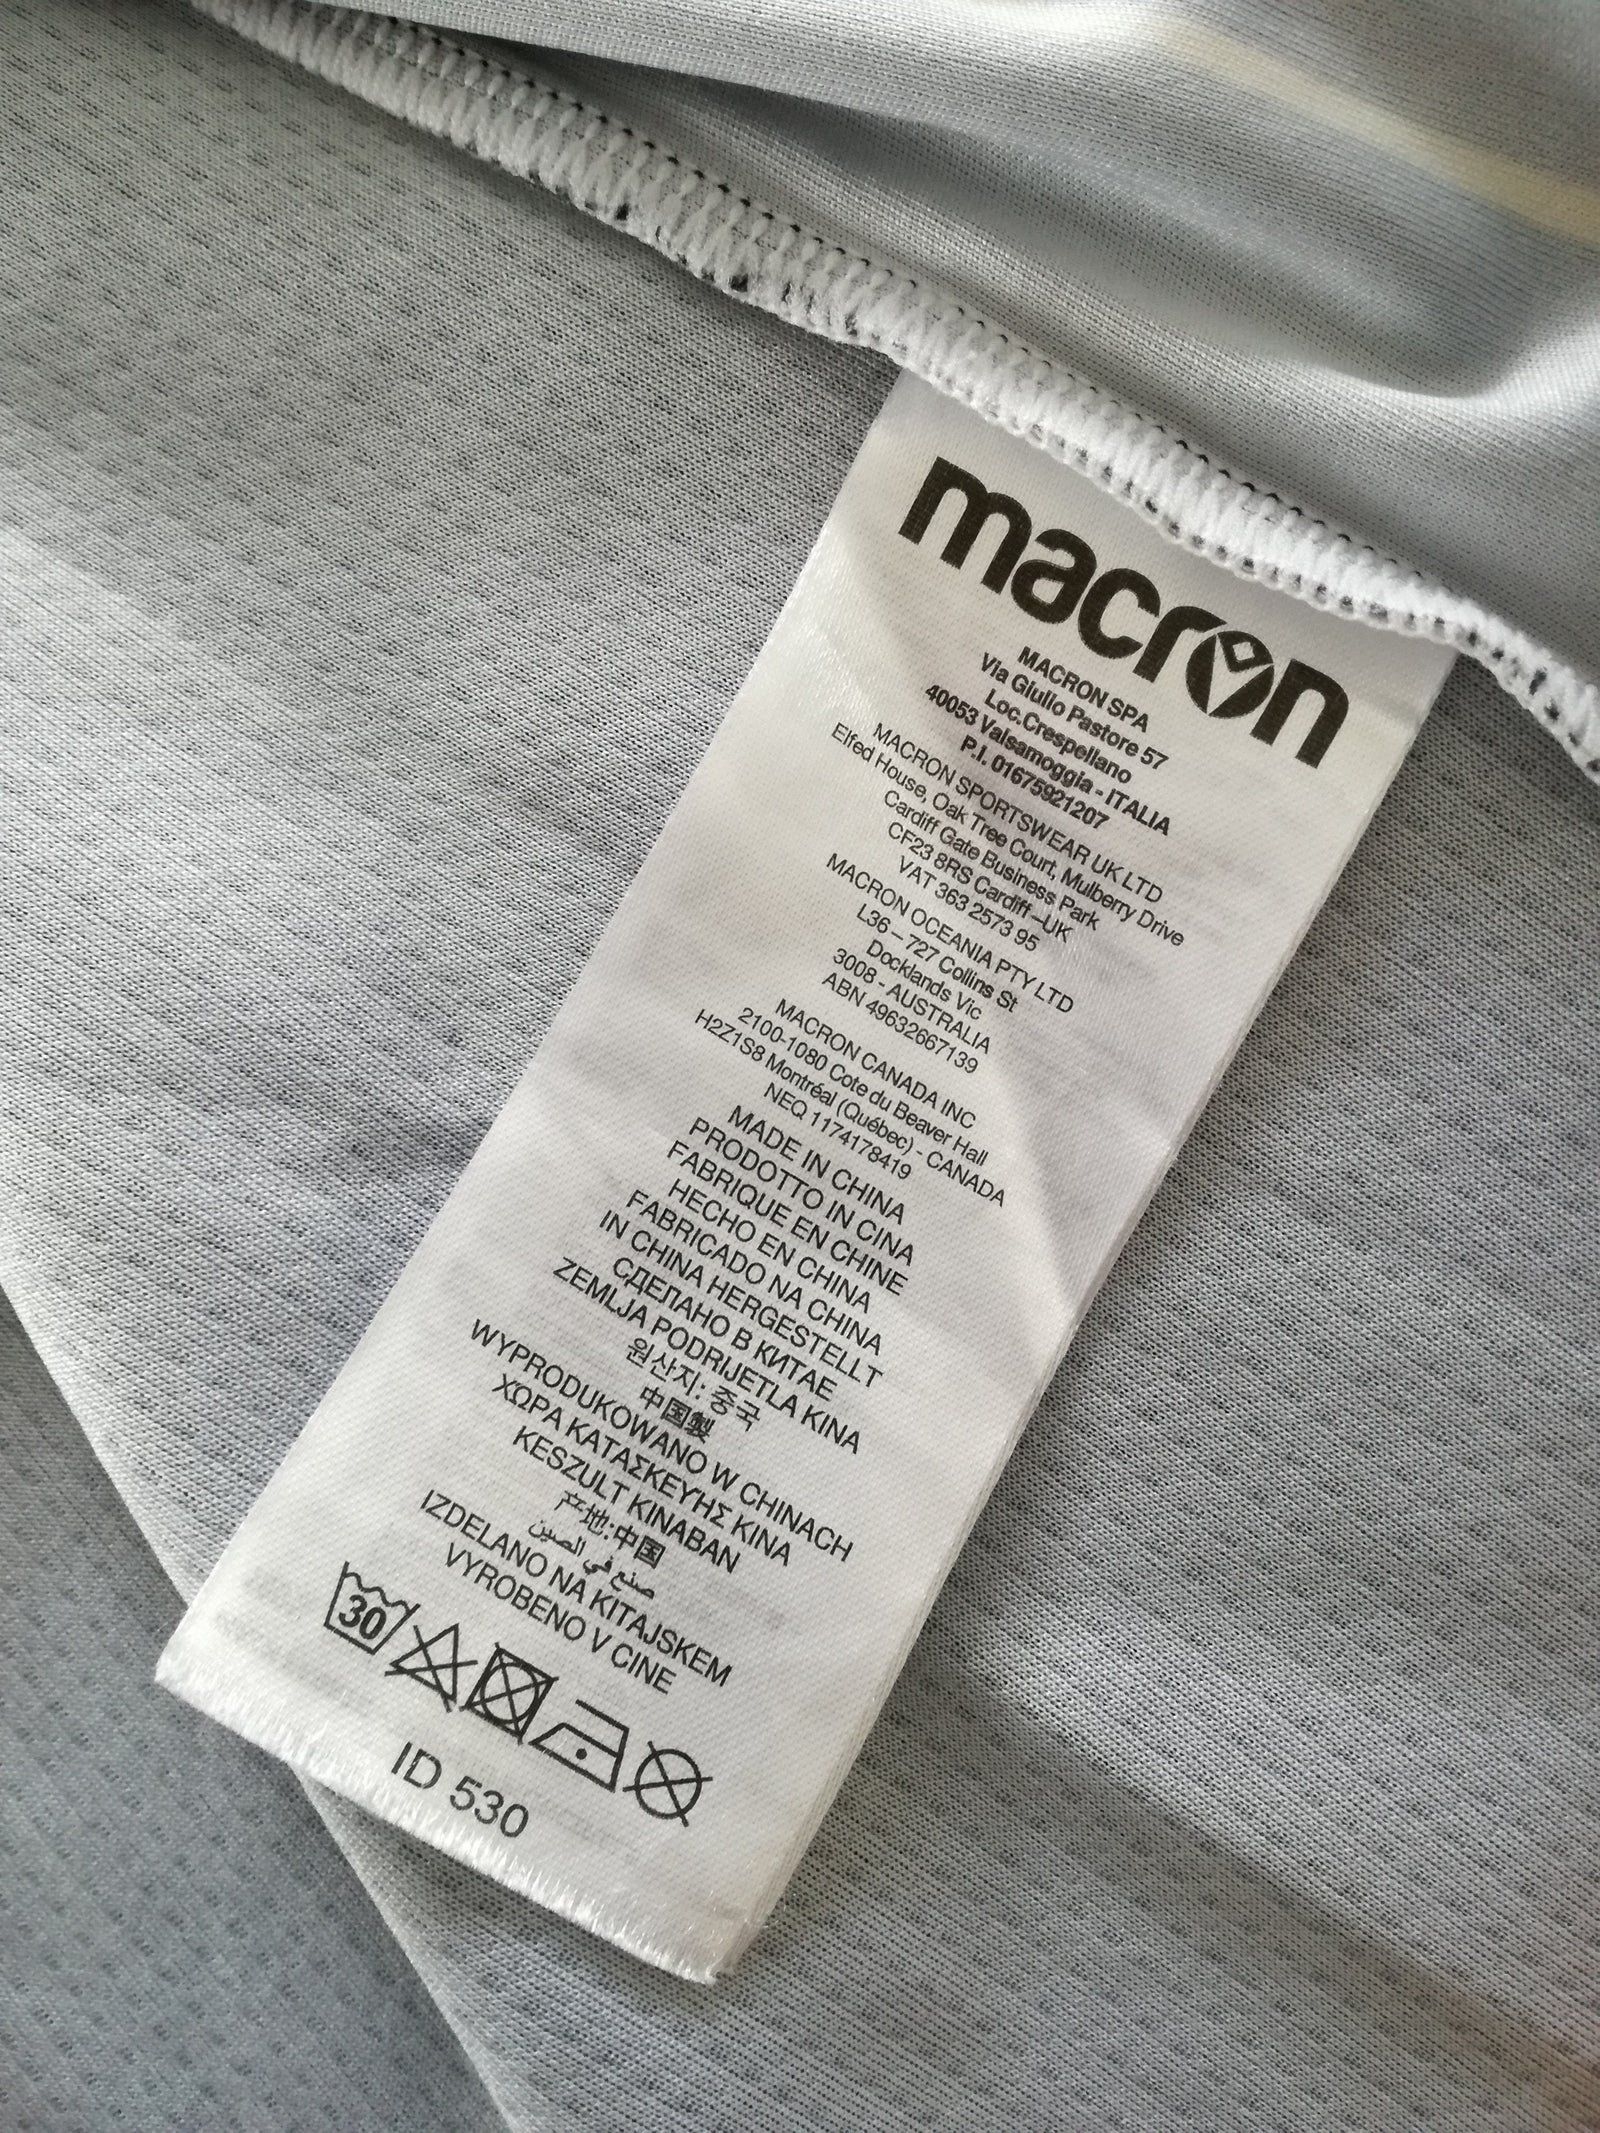 macron
MACRON SPA
Via Giulio Pastore 57
Loc.Crespellano
40053 Valsamoggia - ITALIA
P.I. 01675921207
MACRON SPORTSWEAR UK LTD
Elfed House, Oak Tree Court, Mulberry Drive
Cardiff Gate Business Park
CF23 8RS Cardiff –UK
VAT 363 2573 95
MACRON OCEANIA PTY LTD
L36 – 727 Collins St
Docklands Vic
3008 - AUSTRALIA
ABN 49632667139
MACRON CANADA INC
2100-1080 Cote du Beaver Hall
H2Z1S8 Montréal (Québec) - CANADA
NEQ 1174178419
MADE IN CHINA
PRODOTTO IN CINA
FABRIQUE EN CHINE
HECHO EN CHINA
FABRICADO NA CHINA
IN CHINA HERGESTELLT
СДЕЛАНО В КИТАЕ
ZEMLJA PODRIJETLA KINA
원산지: 중국
中国製
WYPRODUKOWANO W CHINACH
ΧΏΡΑ ΚΑΤΑΣΚΕΥΗΣ ΚΙΝΑ
KESZULT KINABAN
产地:中国
صنع في الصين
IZDELANO NA KITAJSKEM
VYROBENO V CINE
30
ID 530